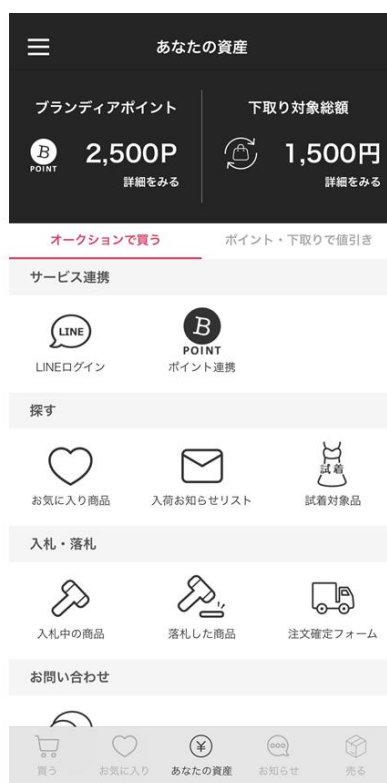 あなたの資産
ブランディアポイント
下取り対象総額
B
POINT
2,500P
1,500円
詳細をみる
詳細をみる
オークションで買う
ポイント・下取りで値引き
サービス連携
LINE
B
POINT
LINEログイン
ポイント連携
探す
試着
お気に入り商品
入荷お知らせリスト
試着対象品
入札・落札
入札中の商品
落札した商品
注文確定フォーム
お問い合わせ
買う
お気に入り
あなたの資産
お知らせ
売る